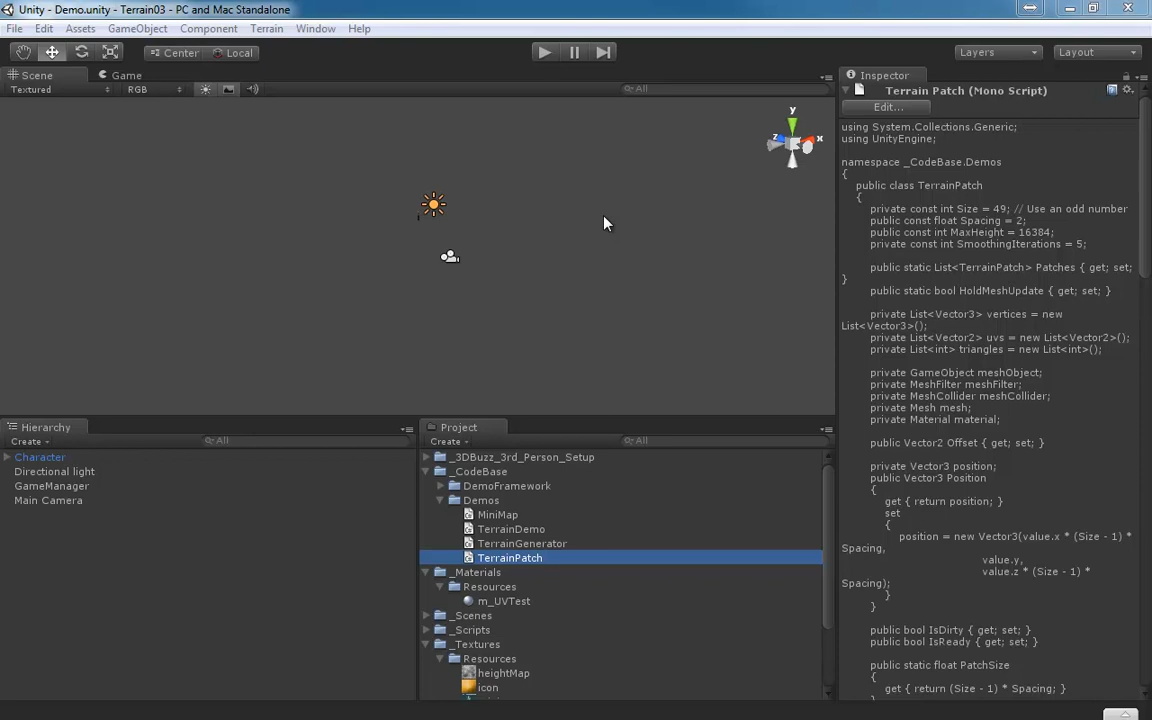 Unity - Demo.unity - Terrain03 - PC and Mac Standalone
File Edit Assets GameObject Component Terrain Window Help
Center Local Layers Layout
Scene Game
Textured RGB All
y
z x
Inspector
Terrain Patch (Mono Script)
Edit...
using System.Collections.Generic;
using UnityEngine;
namespace _CodeBase.Demos
{
public class TerrainPatch
{
private const int Size = 49; // Use an odd number
public const float Spacing = 2;
public const int MaxHeight = 16384;
private const int SmoothingIterations = 5;
public static List<TerrainPatch> Patches { get; set;
}
public static bool HoldMeshUpdate { get; set; }
private List<Vector3> vertices = new
List<Vector3>();
private List<Vector2> uvs = new List<Vector2>();
private List<int> triangles = new List<int>();
private GameObject meshObject;
private MeshFilter meshFilter;
private MeshCollider meshCollider;
private Mesh mesh;
private Material material;
public Vector2 Offset { get; set; }
private Vector3 position;
public Vector3 Position
{
get { return position; }
set
{
position = new Vector3(value.x * (Size - 1) *
Spacing,
value.y,
value.z * (Size - 1) *
Spacing);
}
}
public bool IsDirty { get; set; }
public bool IsReady { get; set; }
public static float PatchSize
{
get { return (Size - 1) * Spacing; }
Hierarchy
Create All
Character
Directional light
GameManager
Main Camera
Project
Create All
_3DBuzz_3rd_Person_Setup
_CodeBase
DemoFramework
Demos
MiniMap
TerrainDemo
TerrainGenerator
TerrainPatch
_Materials
Resources
m_UVTest
_Scenes
_Scripts
_Textures
Resources
heightMap
icon